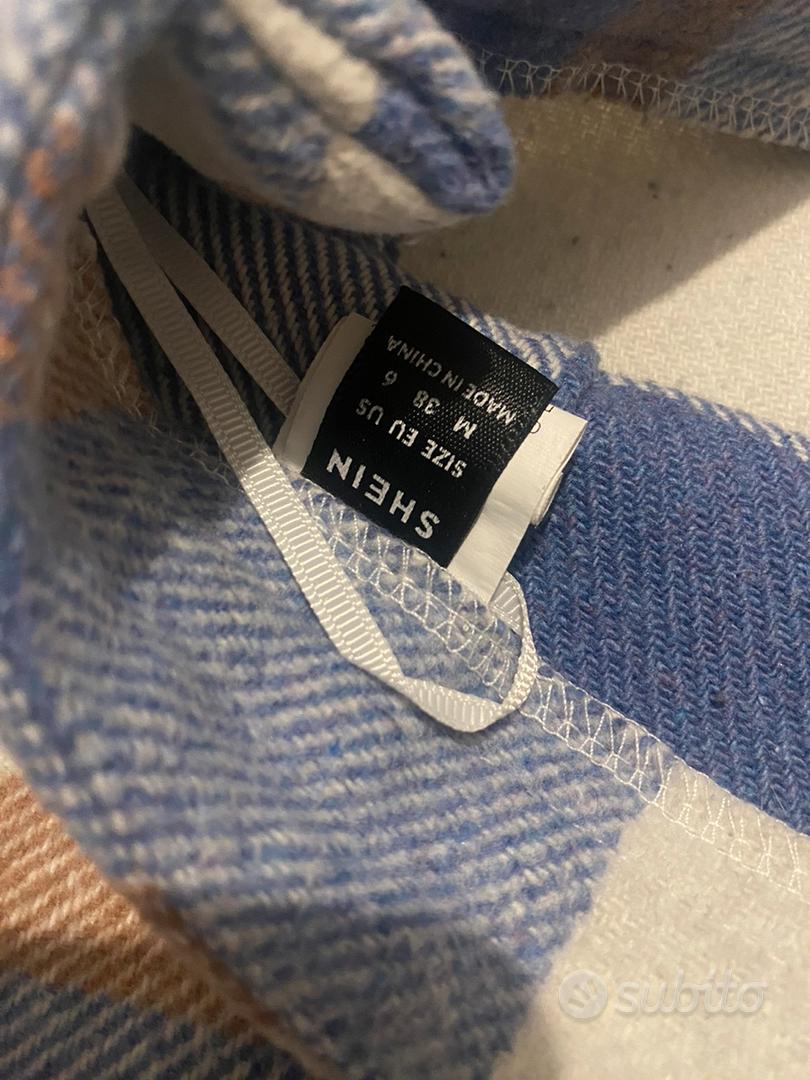 SHEIN
SIZE EU US
M 38 6
MADE IN CHINA
subito